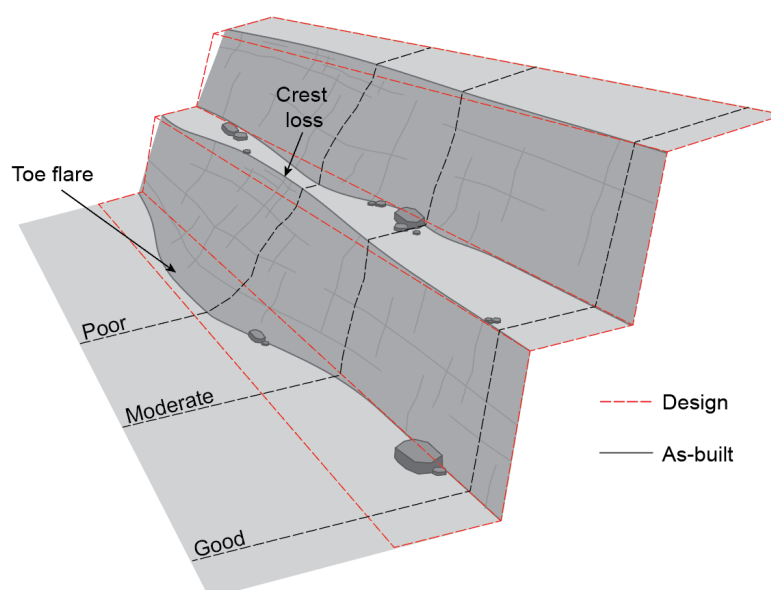 Crest
loss
Toe flare
Poor
Moderate
Good
Design
As-built